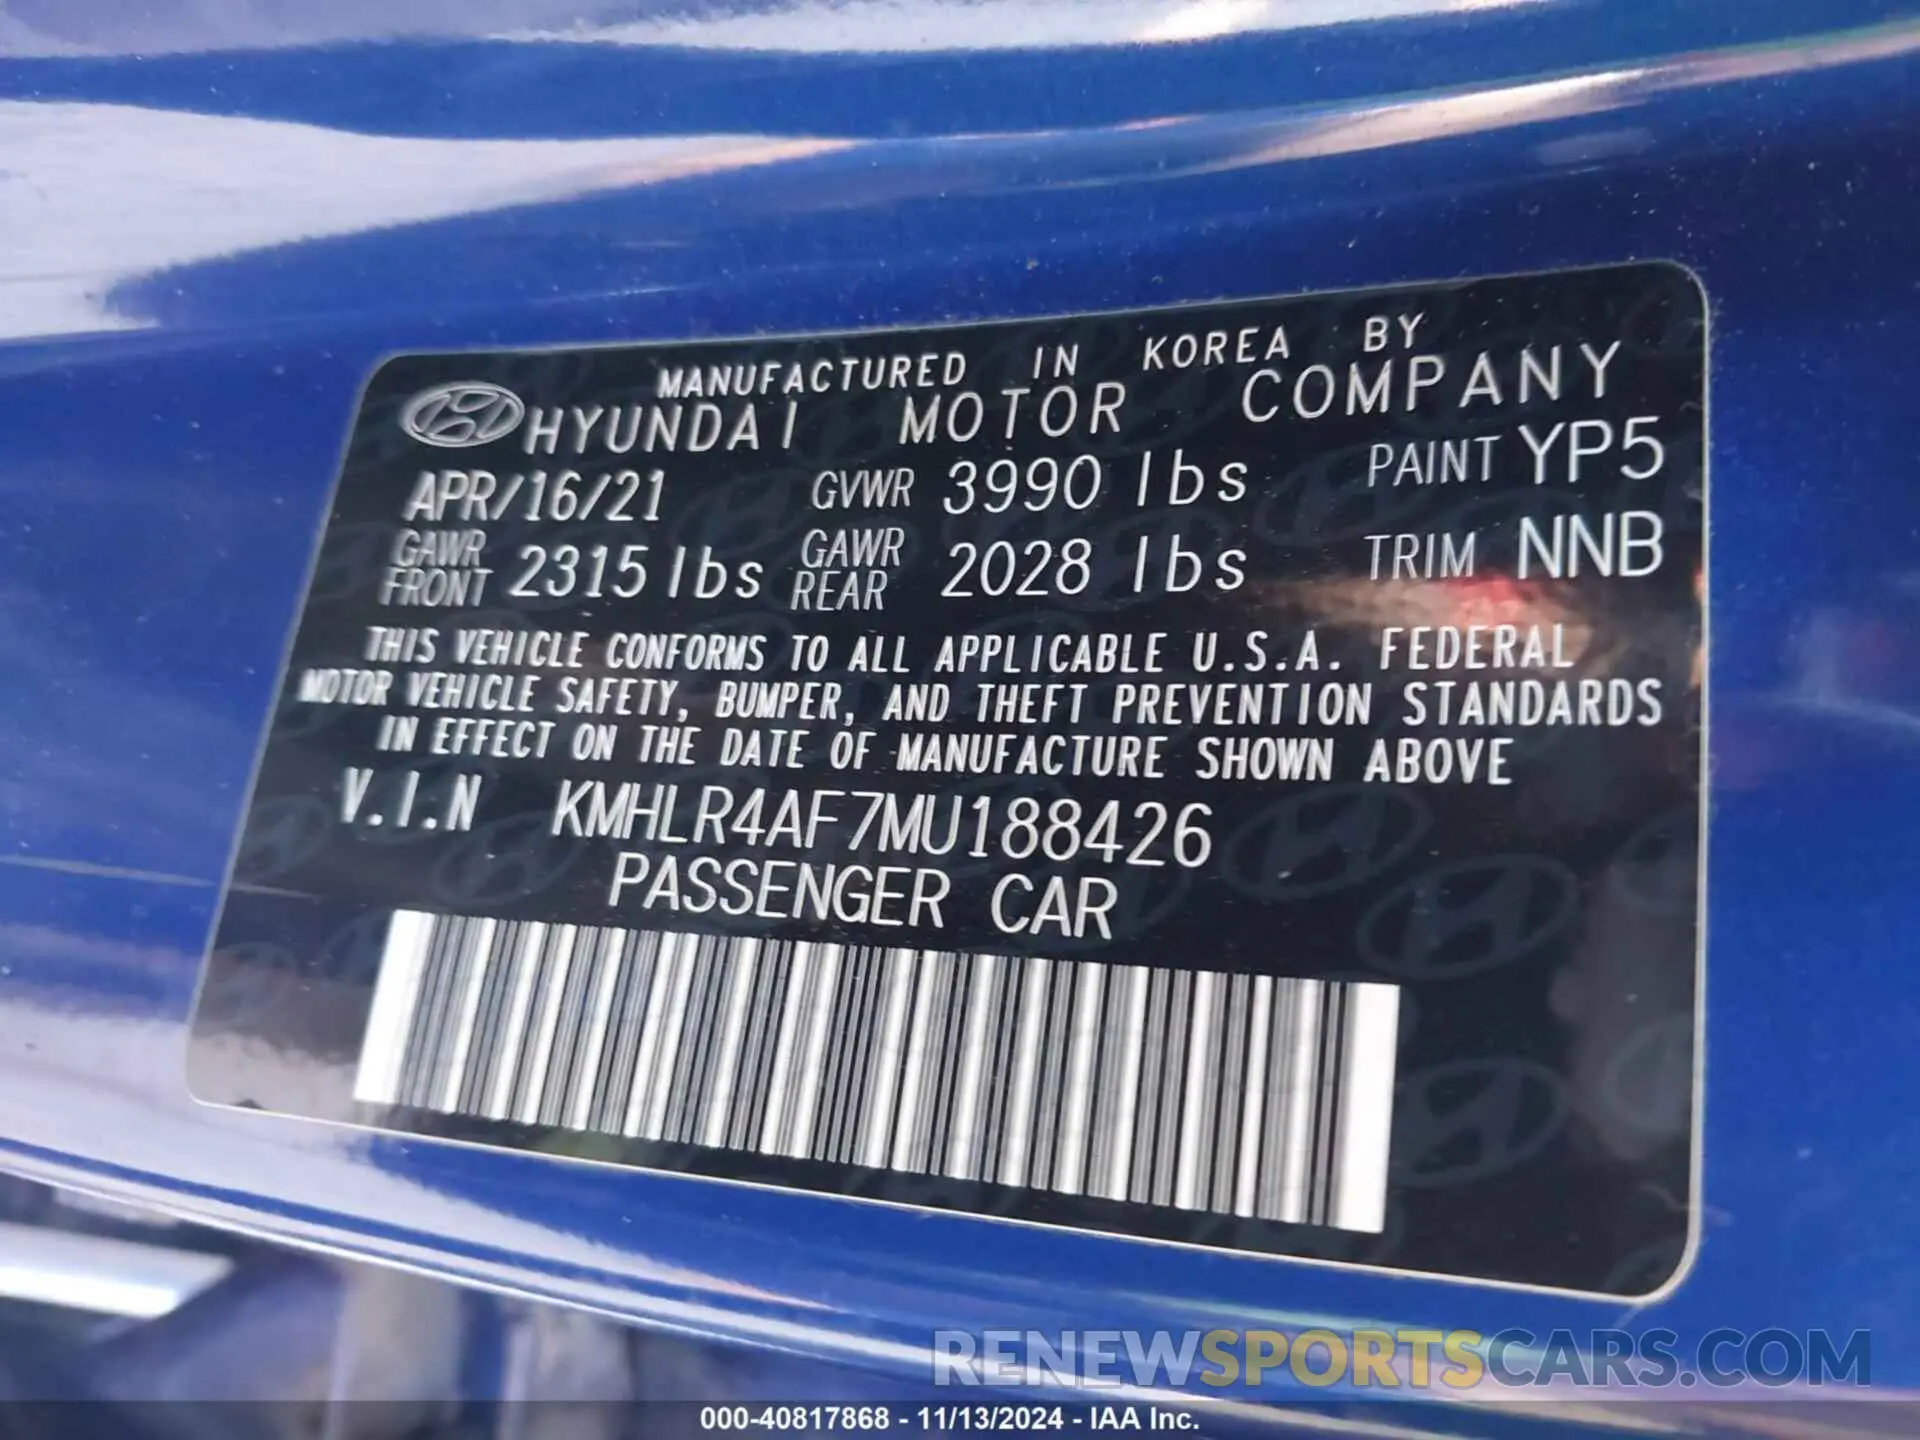 MANUFACTURED IN KOREA BY
HYUNDAI MOTOR COMPANY
APR/16/21 GVWR 3990 lbs PAINT YP5
GAWR FRONT 2315 lbs GAWR REAR 2028 lbs TRIM NNB
THIS VEHICLE CONFORMS TO ALL APPLICABLE U.S.A. FEDERAL
MOTOR VEHICLE SAFETY, BUMPER, AND THEFT PREVENTION STANDARDS
IN EFFECT ON THE DATE OF MANUFACTURE SHOWN ABOVE
V.I.N KMHLR4AF7MU188426
PASSENGER CAR
RENEWSPORTSCARS.COM
000-40817868 - 11/13/2024 - IAA Inc.